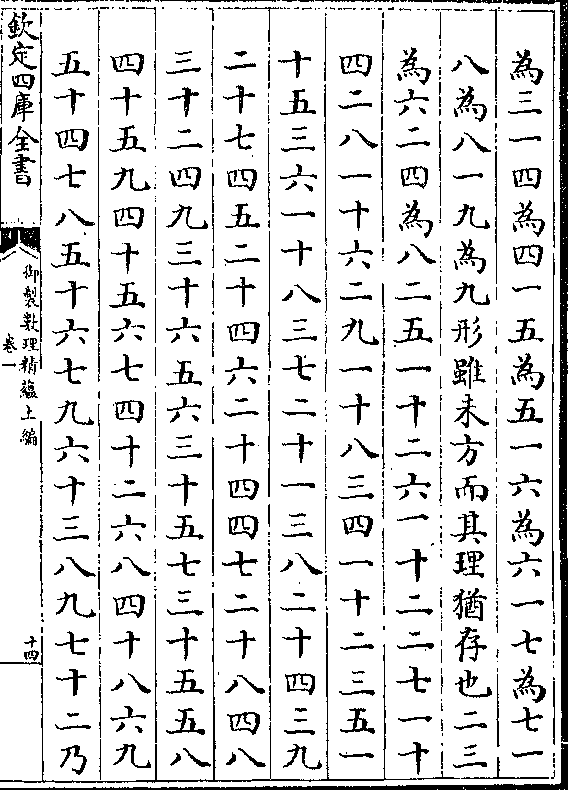 為三一四為四一五為五一六為六一七為七一
八為八一九為九形雖未方而其理猶存也二三
為六二四為八二五一十二六一十二二七一十
四二八一十六二九一十八三四一十二三五一
十五三六一十八三七二十一三八二十四三九
二十七四五二十四六二十四四七二十八四八
三十二四九三十六五六三十五七三十五五八
四十五九四十五六七四十二六八四十八六九
五十四七八五十六七九六十三八九七十二乃
欽定四庫全書
御製數理精蘊上編
卷一
十四